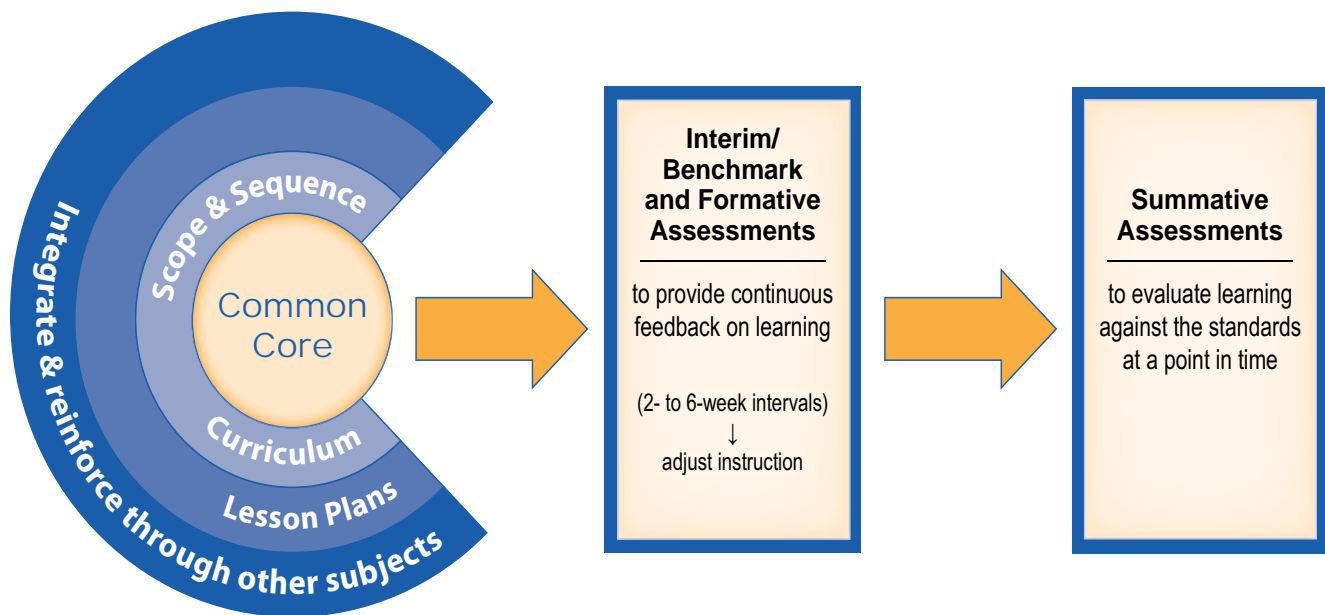 Integrate & reinforce through other subjects
Scope & Sequence
Curriculum
Lesson Plans
Common
Core
Interim/
Benchmark
and Formative
Assessments
to provide continuous
feedback on learning
(2- to 6-week intervals)
↓
adjust instruction
Summative
Assessments
to evaluate learning
against the standards
at a point in time